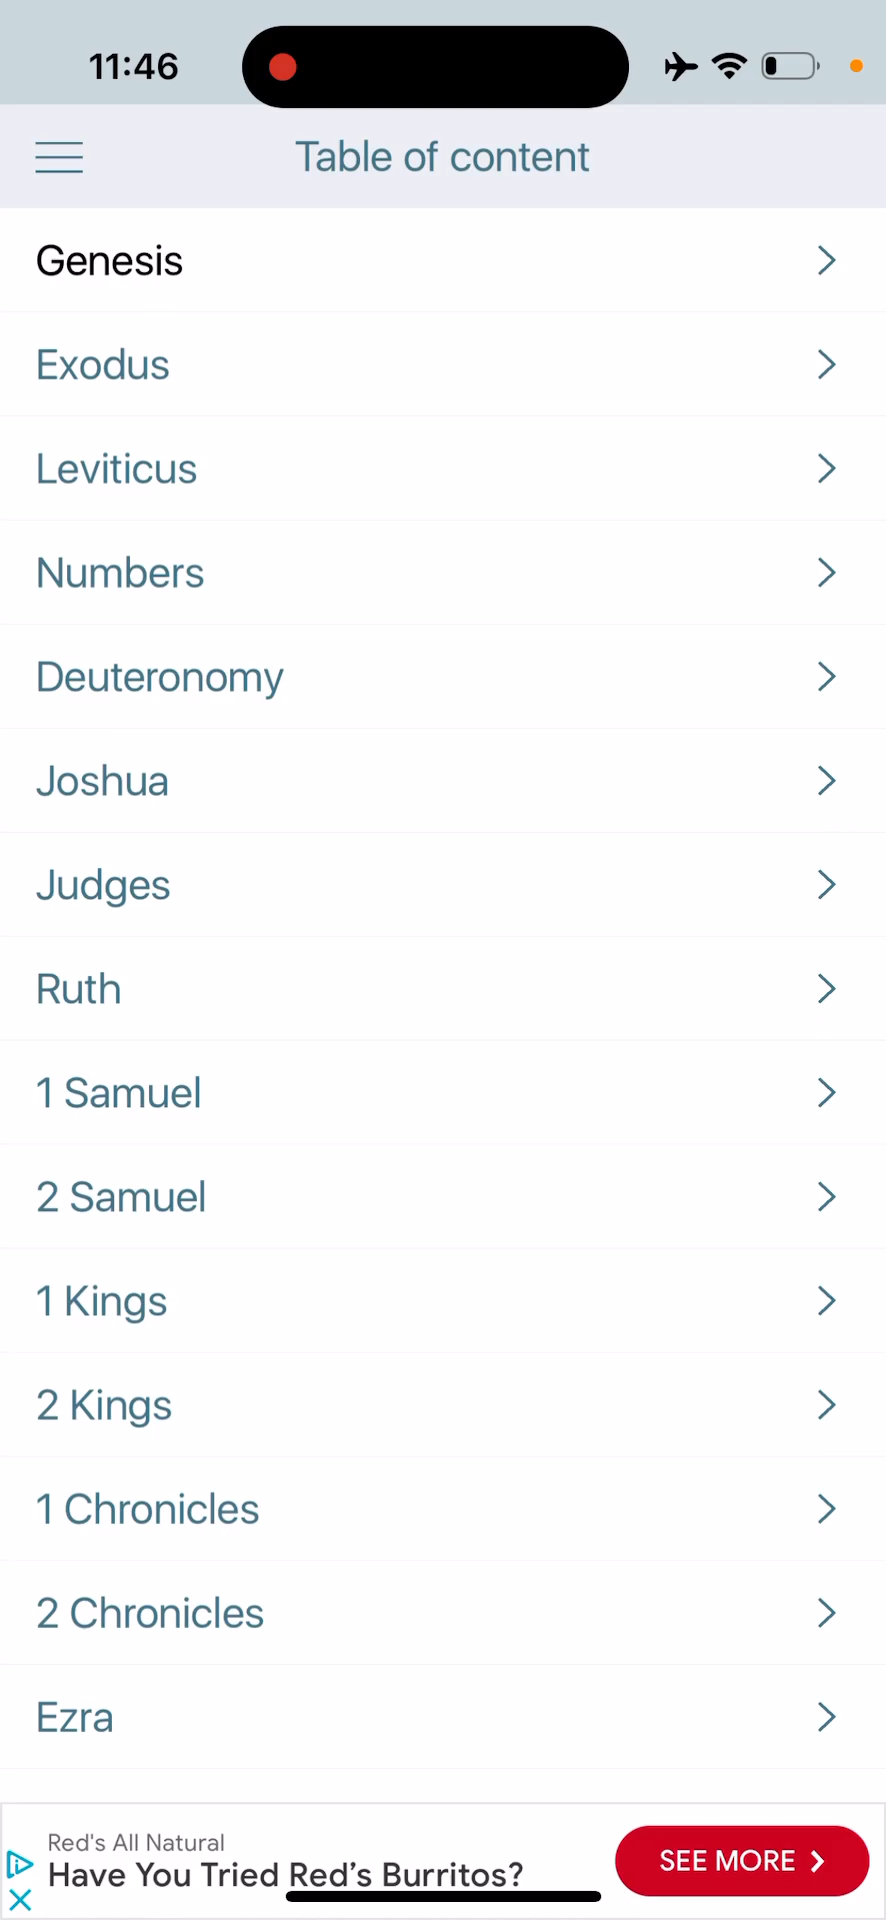 11:46
Table of content
Genesis
Exodus
Leviticus
Numbers
Deuteronomy
Joshua
Judges
Ruth
1 Samuel
2 Samuel
1 Kings
2 Kings
1 Chronicles
2 Chronicles
Ezra
Red's All Natural
Have You Tried Red’s Burritos?
SEE MORE